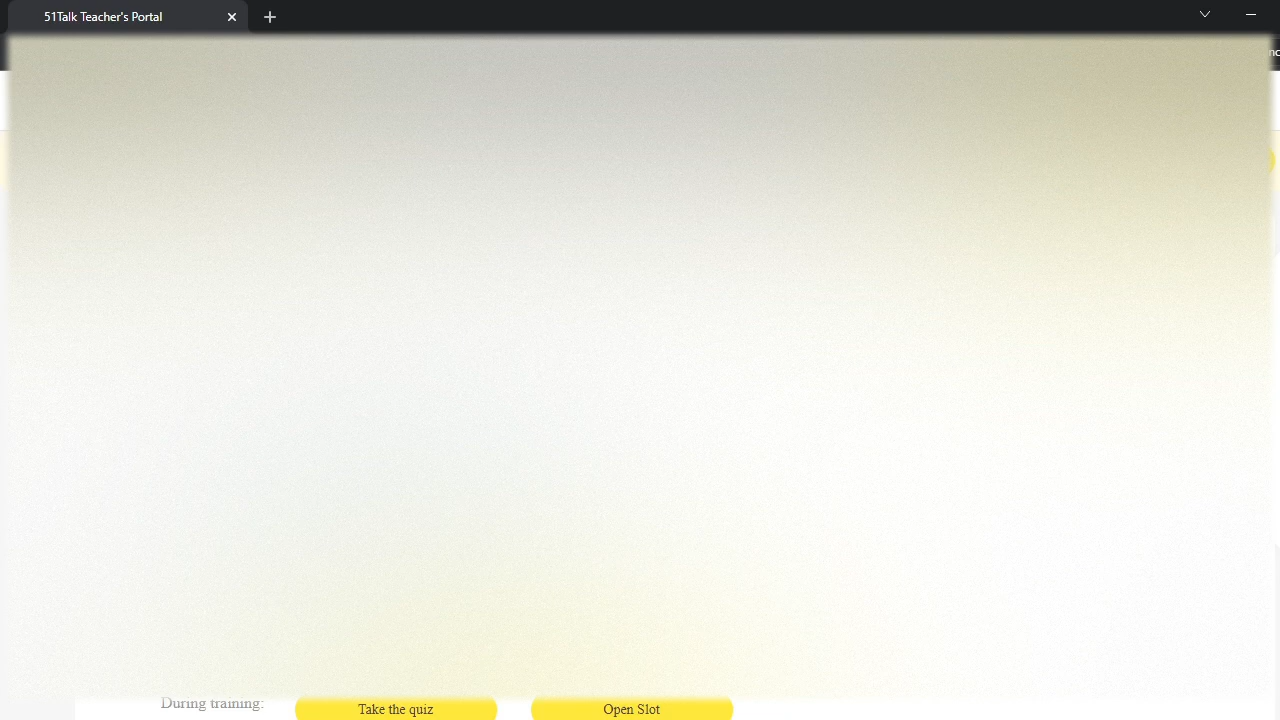 51Talk Teacher's Portal
During training:
Take the quiz
Open Slot